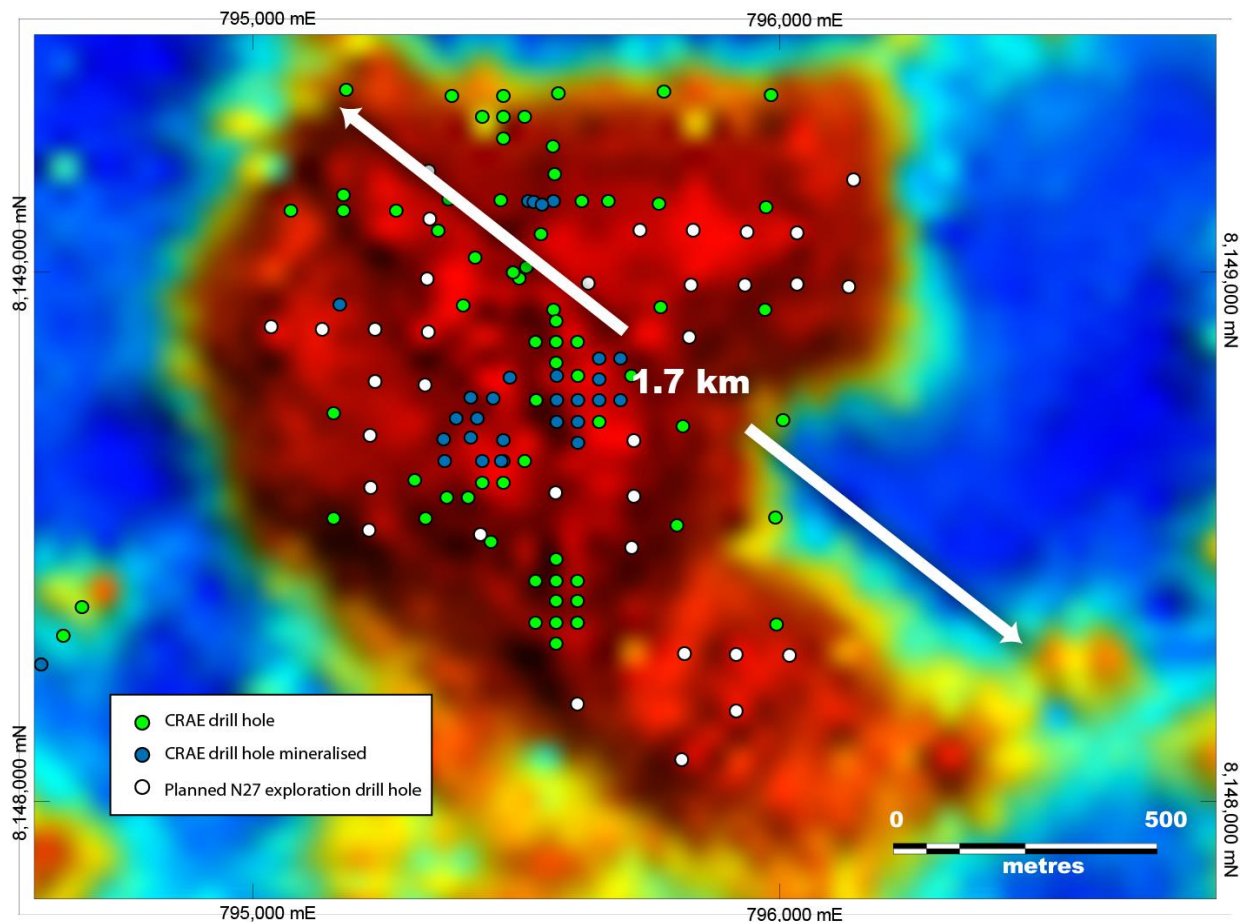 795,000 mE
796,000 mE
8,149,000 mN
8,149,000 mN
1.7 km
CRAE drill hole
CRAE drill hole mineralised
Planned N27 exploration drill hole
8,148,000 mN
8,148,000 mN
0
500
metres
795,000 mE
796,000 mE